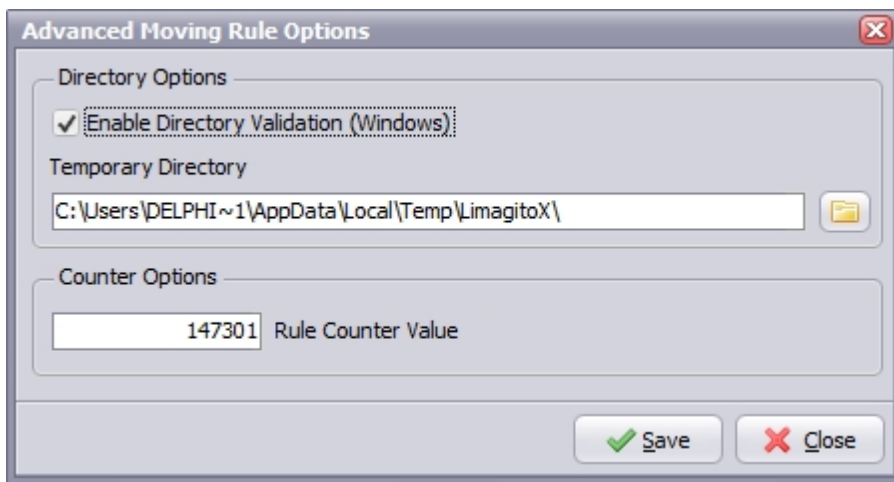 Advanced Moving Rule Options
Directory Options
Enable Directory Validation (Windows)
Temporary Directory
C:\Users\DELPHI~1\AppData\Local\Temp\LimagitoX\
Counter Options
147301 Rule Counter Value
Save Close